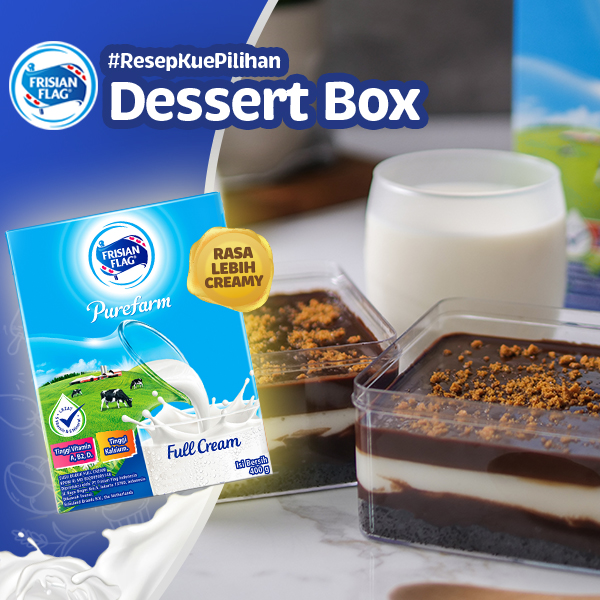 #ResepKuePilihan
Dessert Box
FRISIAN
FLAG
FRISIAN
FLAG
Purefarm
RASA
LEBIH
CREAMY
Full Cream
Tinggi Vitamin
A, B2, D.
Tinggi
Kalsium.
Isi Bersih
400 g